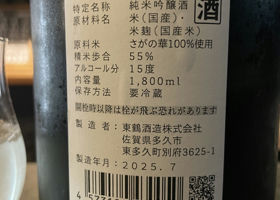 特定名称 純米吟醸酒
原材料名 米(国産)・
米麹(国産)米
酒
原料米 さがの華100%使用
精米歩合 55%
アルコール分 15度
内容量 1,800ml
保存方法 要冷蔵
開栓時以降は栓が飛ぶ恐れがあります
製造者:東鶴酒造株式会社
佐賀県多久市
東多久町別府3625-1
製造年月 2025.7